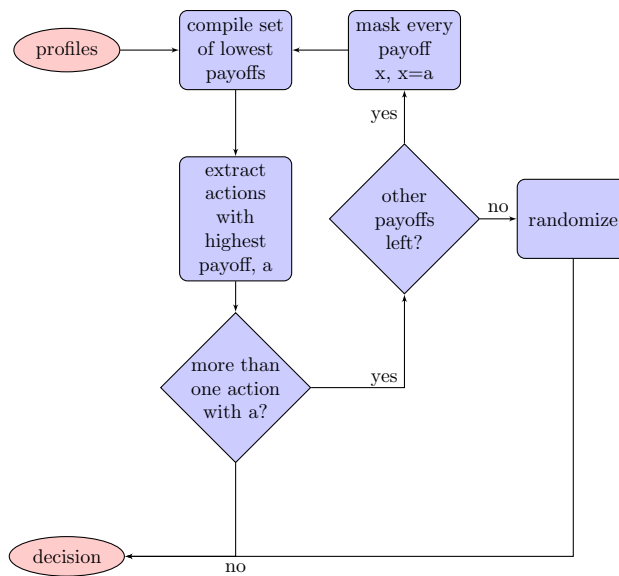 profiles
compile set
of lowest
payoffs
mask every
payoff
x, x=a
yes
extract
actions
with
highest
payoff, a
other
payoffs
left?
no
randomize
more than
one action
with a?
yes
decision
no